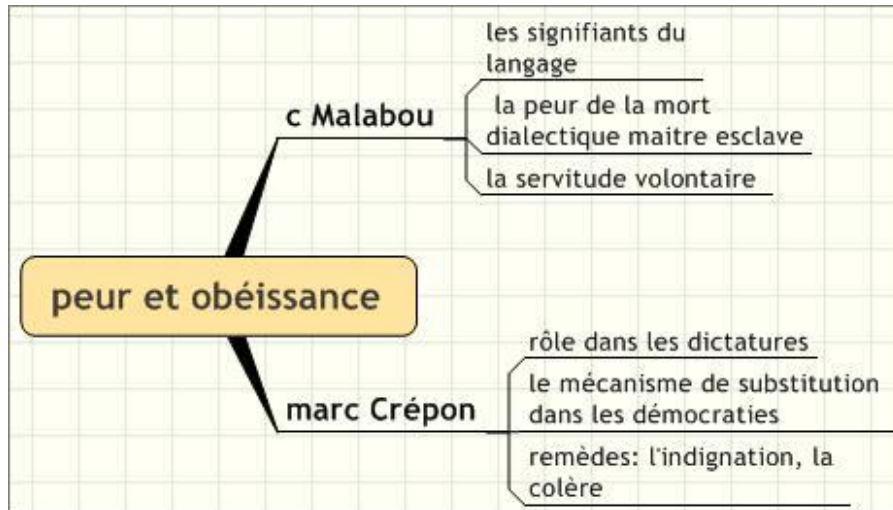 les signifiants du
langage
c Malabou
la peur de la mort
dialectique maitre esclave
la servitude volontaire
peur et obéissance
rôle dans les dictatures
le mécanisme de substitution
dans les démocraties
marc Crépon
remèdes: l'indignation, la
colère